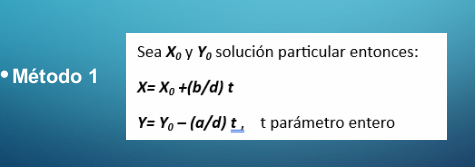 • Método 1
Sea X₀ y Y₀ solución particular entonces:
X= X₀ +(b/d) t
Y= Y₀ – (a/d) t , t parámetro entero